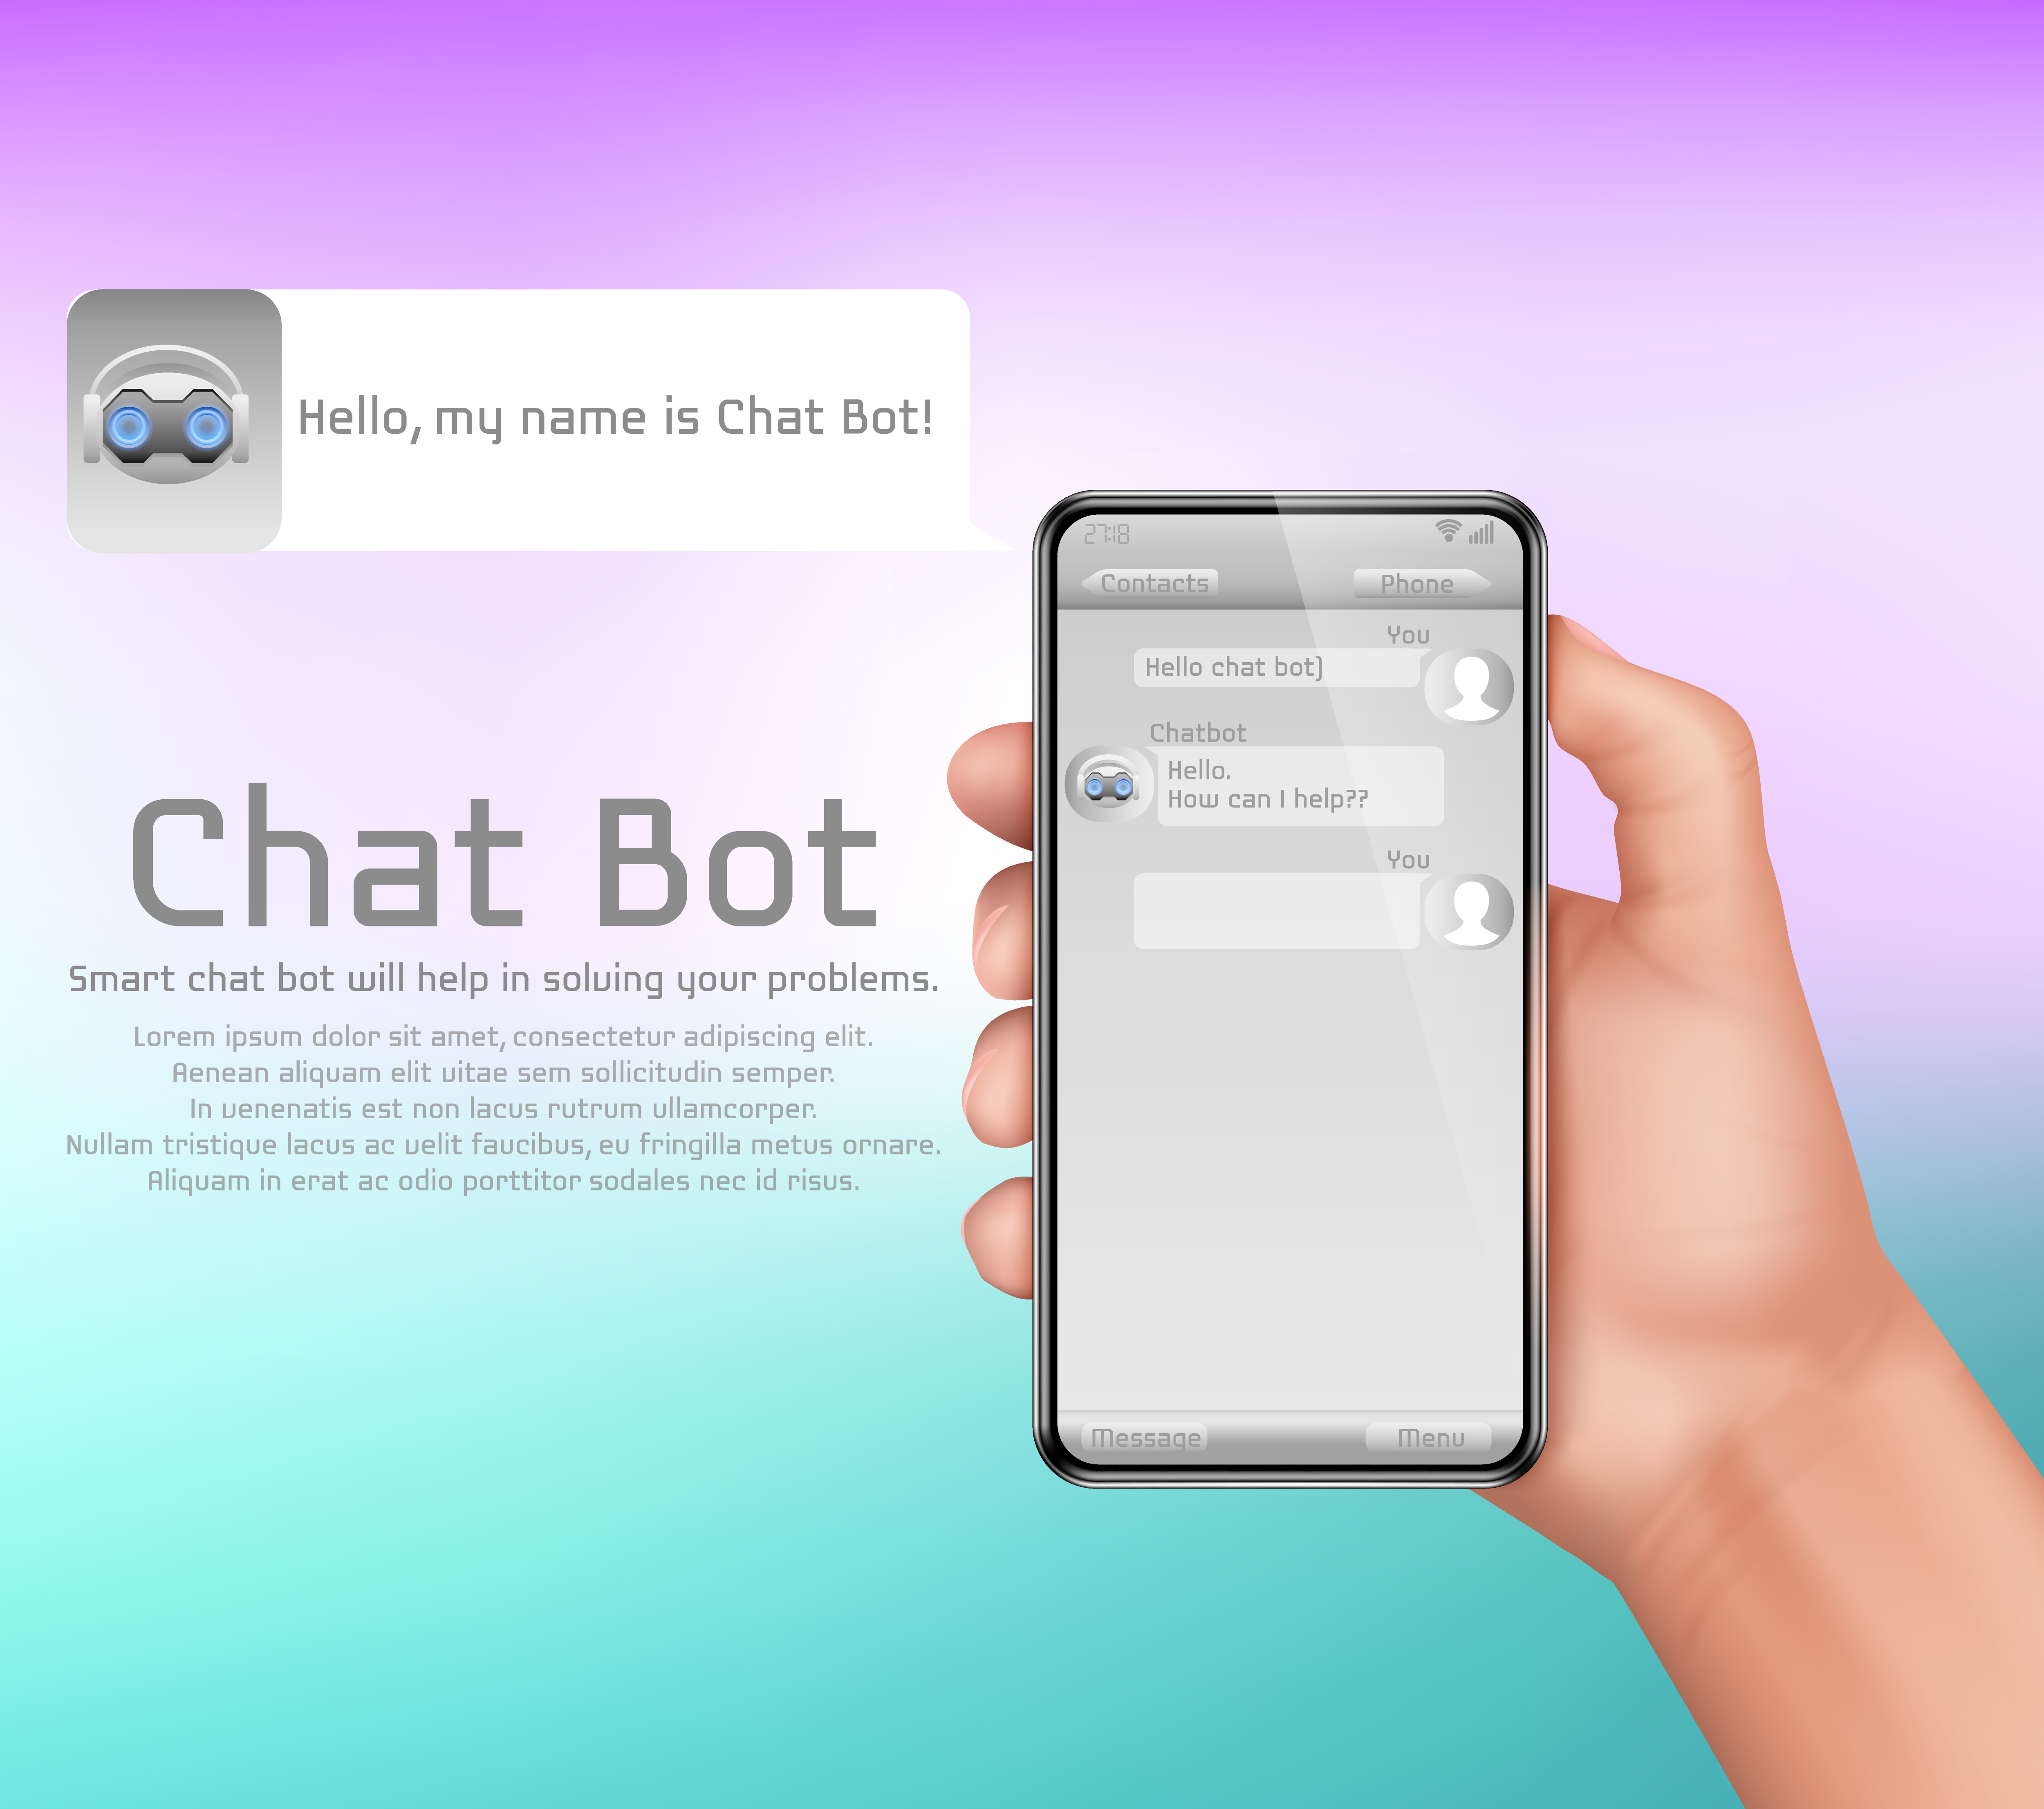 Hello, my name is Chat Bot!
Chat Bot
Smart chat bot will help in solving your problems.
Lorem ipsum dolor sit amet, consectetur adipiscing elit.
Aenean aliquam elit vitae sem sollicitudin semper.
In venenatis est non lacus rutrum ullamcorper.
Nullam tristique lacus ac velit faucibus, eu fringilla metus ornare.
Aliquam in erat ac odio porttitor sodales nec id risus.
27:18
Contacts
Phone
You
Hello chat bot)
Chatbot
Hello.
How can I help??
You
Message
Menu